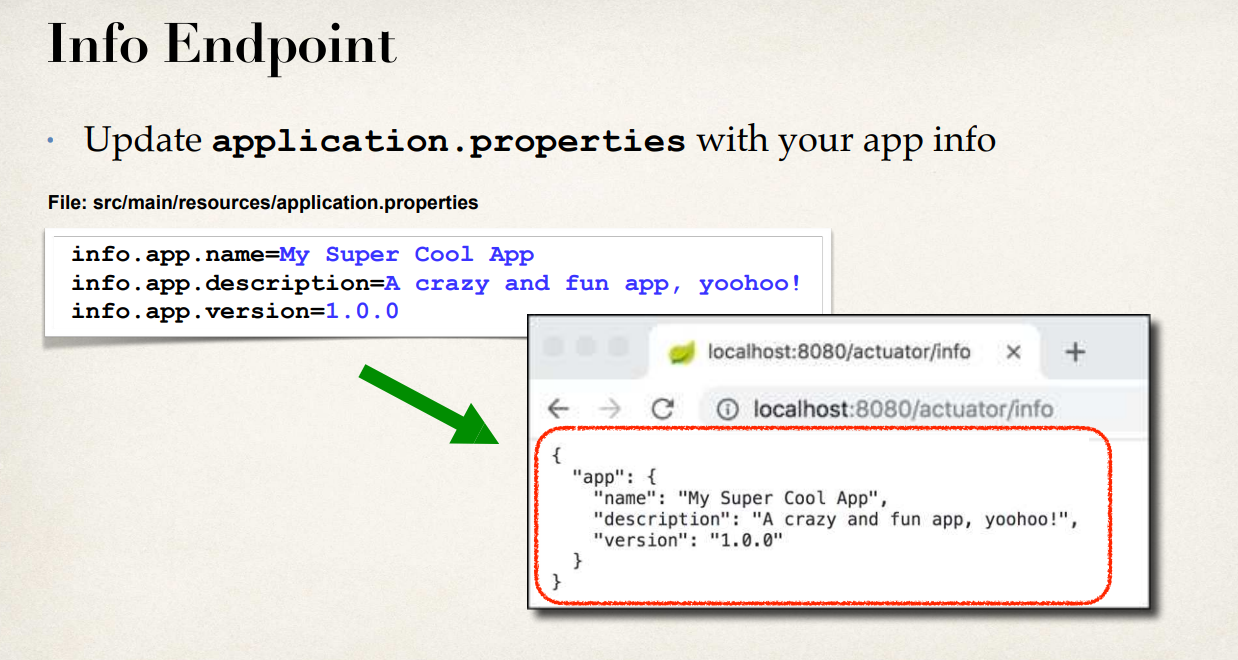 Info Endpoint
• Update application.properties with your app info
File: src/main/resources/application.properties
info.app.name=My Super Cool App
info.app.description=A crazy and fun app, yoohoo!
info.app.version=1.0.0
localhost:8080/actuator/info
localhost:8080/actuator/info
{
  "app": {
    "name": "My Super Cool App",
    "description": "A crazy and fun app, yoohoo!",
    "version": "1.0.0"
  }
}